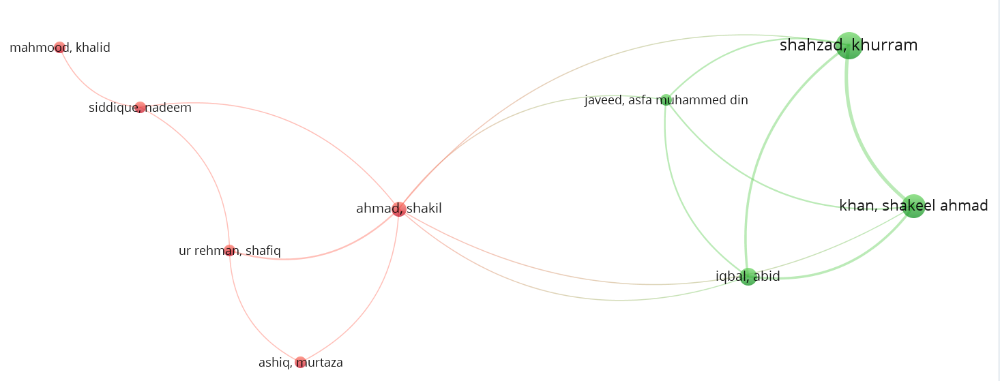 mahmood, khalid
shahzad, khurram
siddique, nadeem
javeed, asfa muhammed din
ahmad, shakil
khan, shakeel ahmad
ur rehman, shafiq
iqbal, abid
ashiq, murtaza